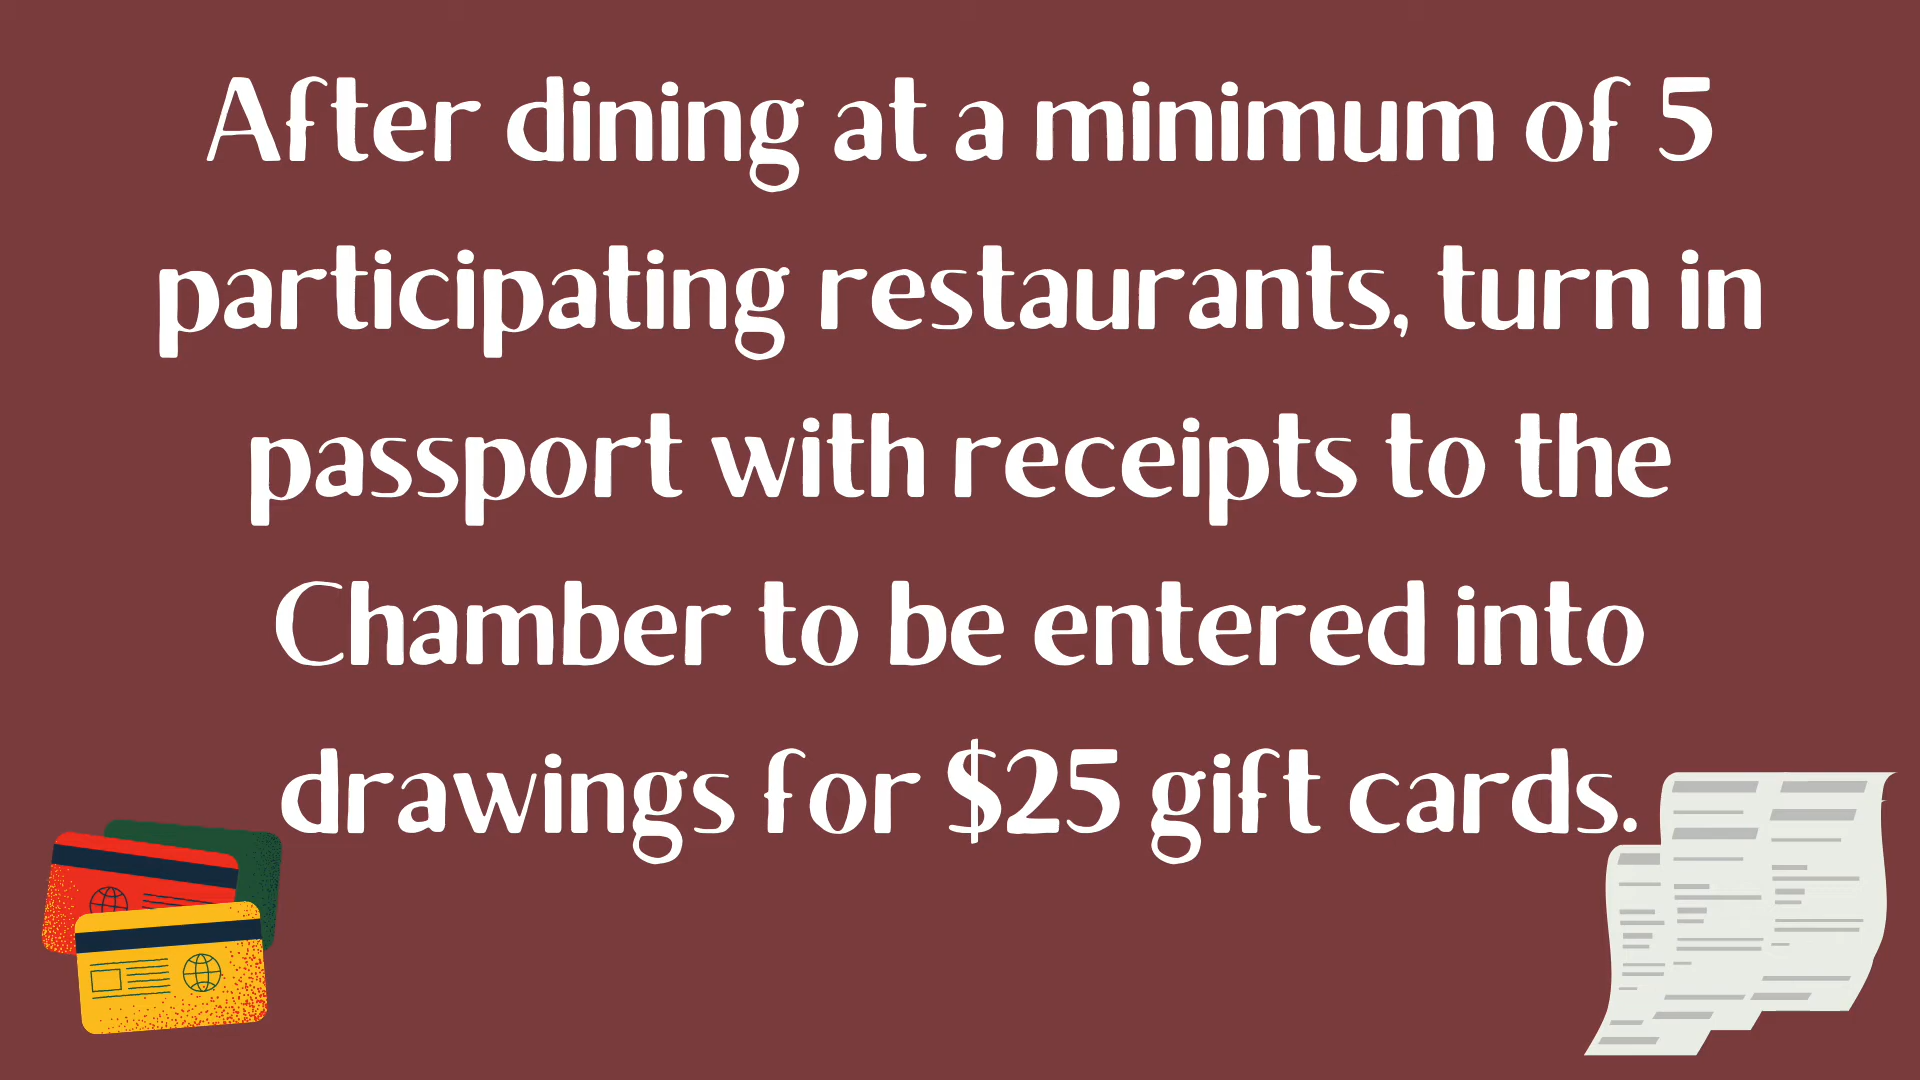 After dining at a minimum of 5
participating restaurants, turn in
passport with receipts to the
Chamber to be entered into
drawings for $25 gift cards.